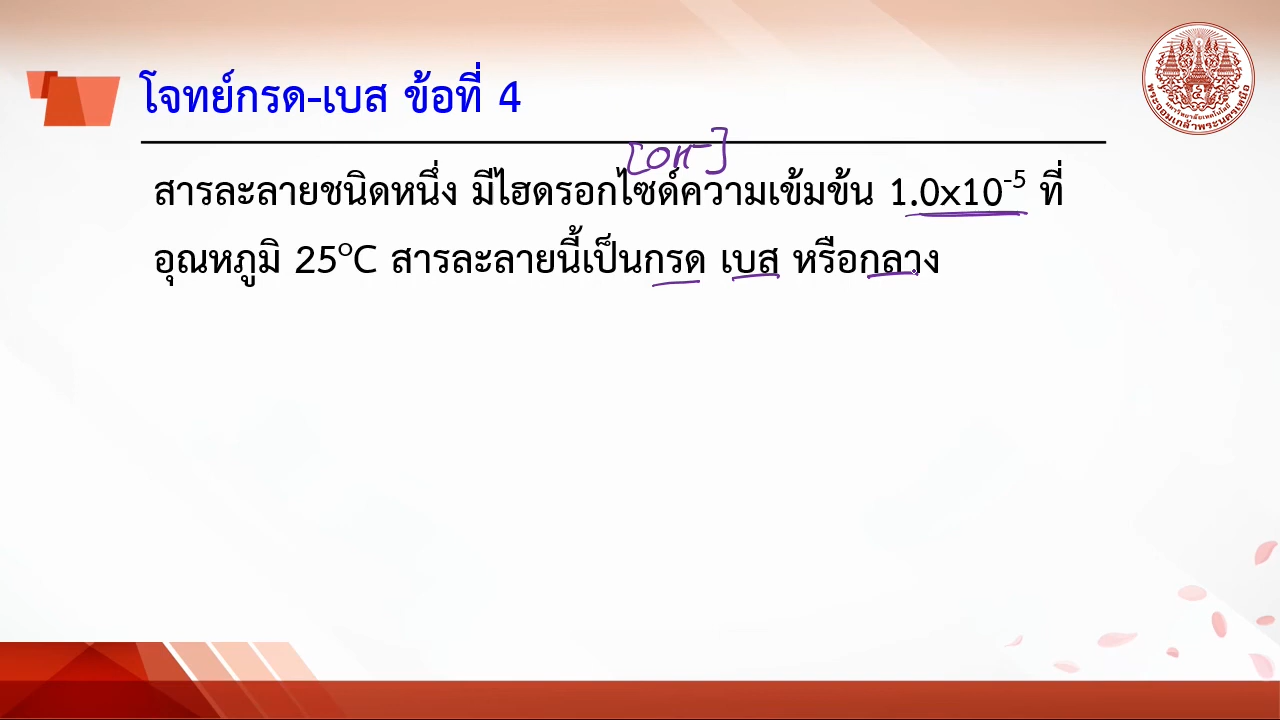 โจทย์กรด-เบส ข้อที่ 4
[OH⁻]
สารละลายชนิดหนึ่ง มีไฮดรอกไซด์ความเข้มข้น 1.0x10⁻⁵ ที่
อุณหภูมิ 25°C สารละลายนี้เป็นกรด เบส หรือกลาง